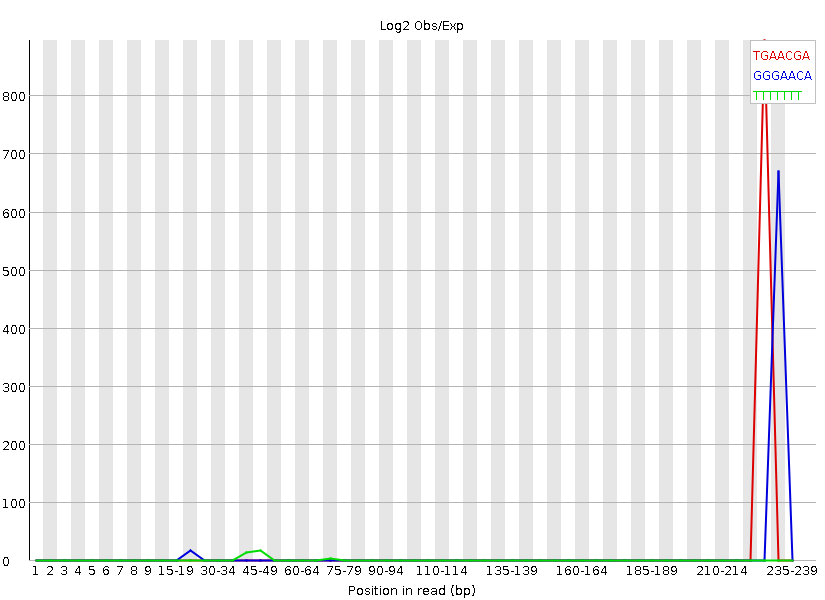 Log2 Obs/Exp
TGAACGA
GGGAACA
TTTTTTT
800
700
600
500
400
300
200
100
0
1 2 3 4 5 6 7 8 9 15-19 30-34 45-49 60-64 75-79 90-94 110-114 135-139 160-164 185-189 210-214 235-239
Position in read (bp)